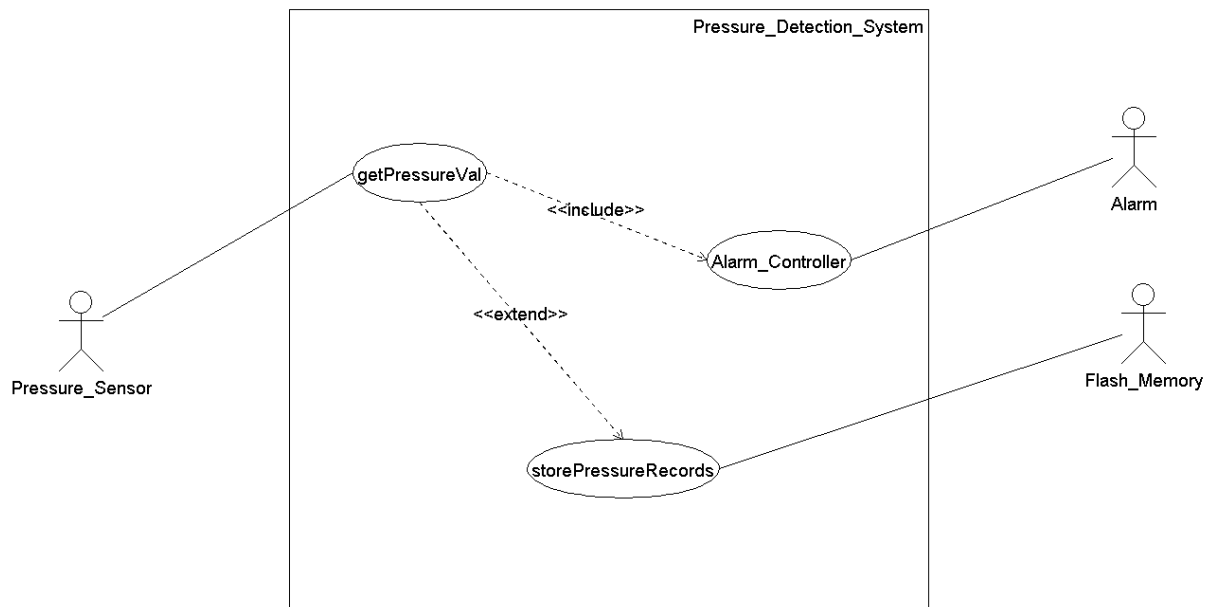 Pressure_Detection_System
getPressureVal
<<include>>
Alarm
Alarm_Controller
<<extend>>
Pressure_Sensor
Flash_Memory
storePressureRecords